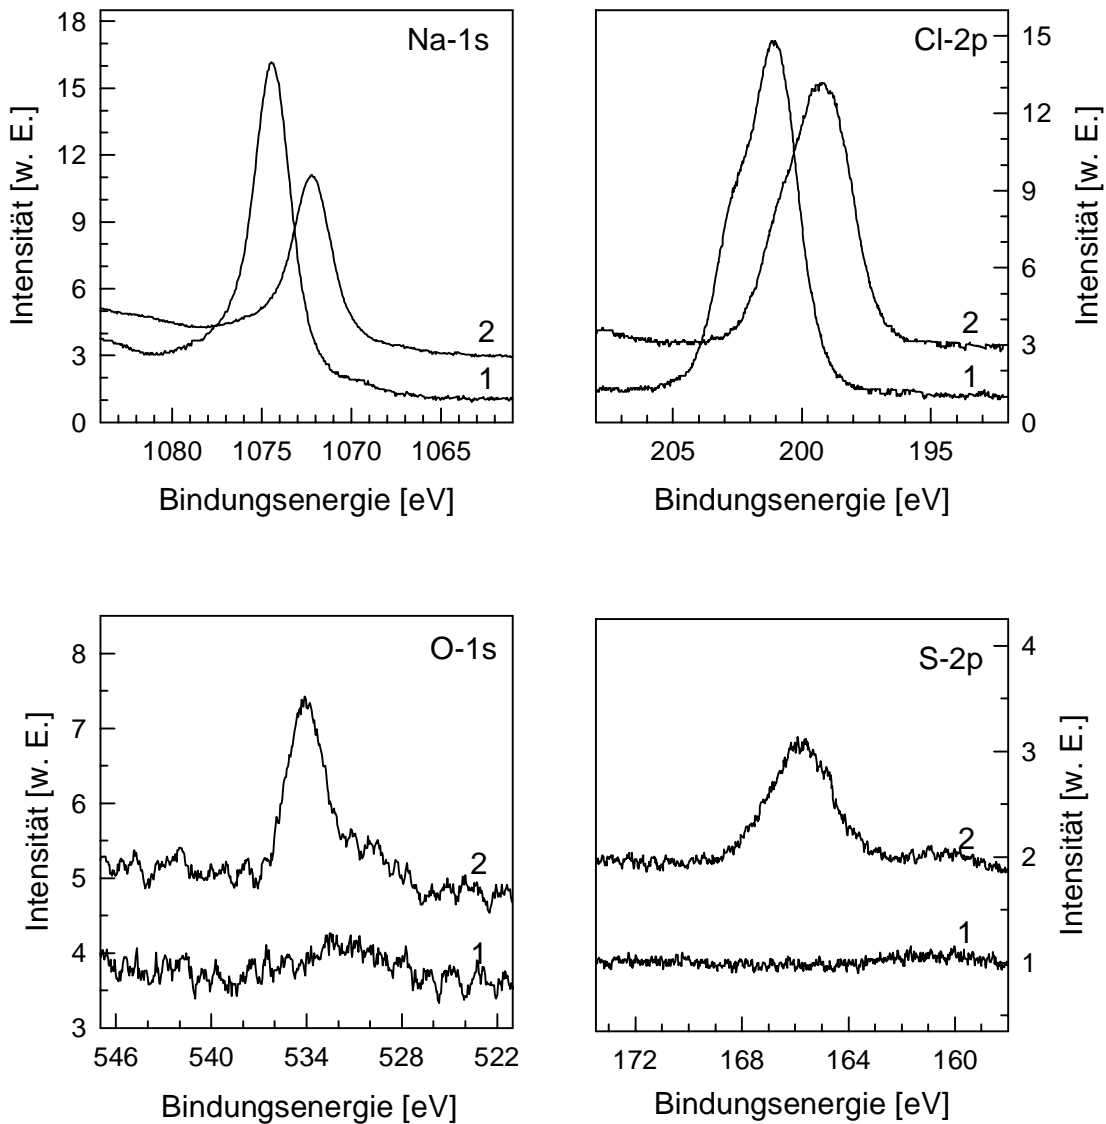 Na-1s
18
15
12
9
6
3
0
2
1
1080 1075 1070 1065
Bindungsenergie [eV]
Intensität [w. E.]
Cl-2p
15
12
9
6
3
0
2
1
205 200 195
Bindungsenergie [eV]
Intensität [w. E.]
O-1s
8
7
6
5
4
3
2
1
546 540 534 528 522
Bindungsenergie [eV]
Intensität [w. E.]
S-2p
4
3
2
1
2
1
172 168 164 160
Bindungsenergie [eV]
Intensität [w. E.]